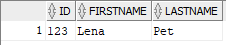 ID FIRSTNAME LASTNAME
1 123 Lena Pet